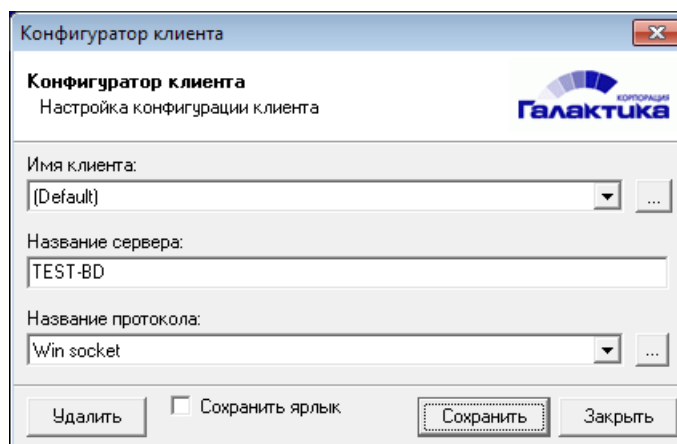 Конфигуратор клиента
Конфигуратор клиента
Настройка конфигурации клиента
КОРПОРАЦИЯ
Галактика
Имя клиента:
(Default)
...
Название сервера:
TEST-BD
Название протокола:
Win socket
...
Удалить
Сохранить ярлык
Сохранить
Закрыть